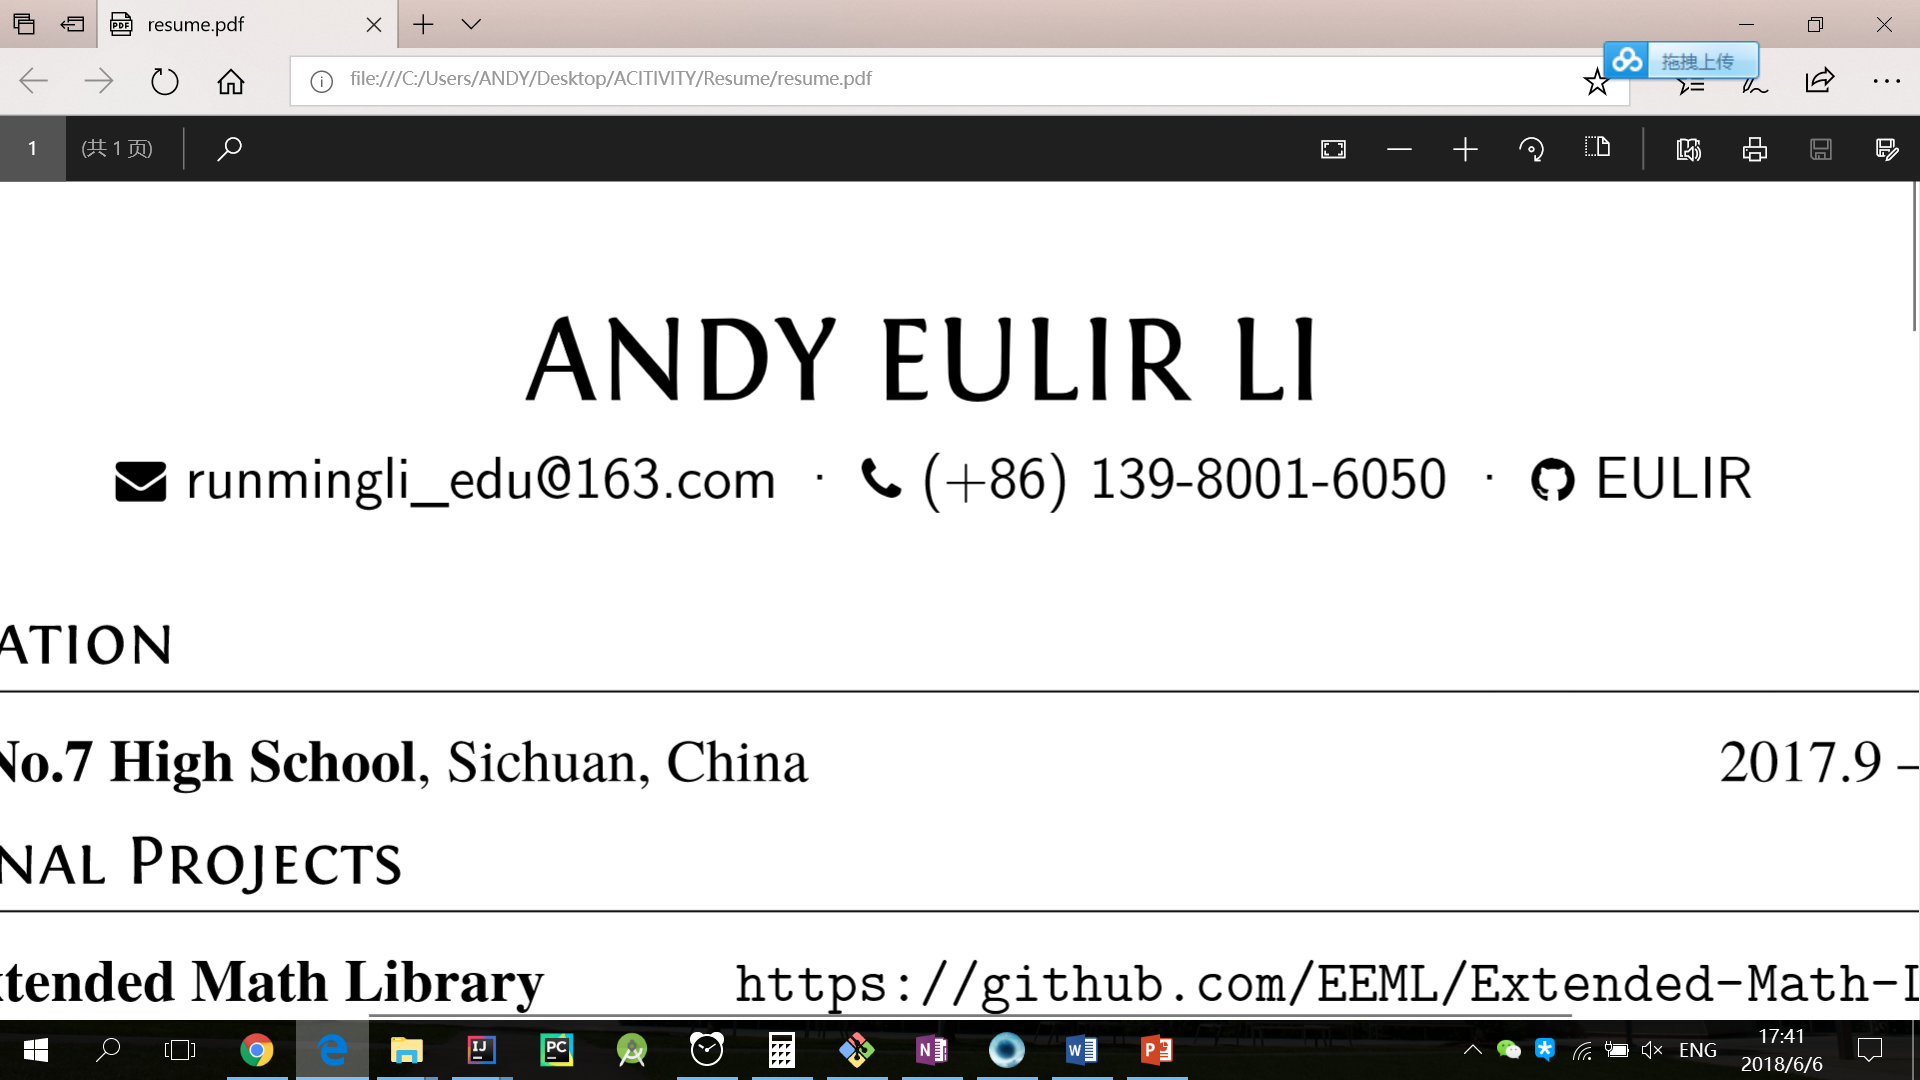 resume.pdf
file:///C:/Users/ANDY/Desktop/ACITIVITY/Resume/resume.pdf
拖拽上传
1 (共 1 页)
ANDY EULIR LI
runmingli_edu@163.com · (+86) 139-8001-6050 · EULIR
ATION
No.7 High School, Sichuan, China 2017.9 –
NAL PROJECTS
xtended Math Library https://github.com/EEML/Extended-Math-L
ENG
17:41
2018/6/6